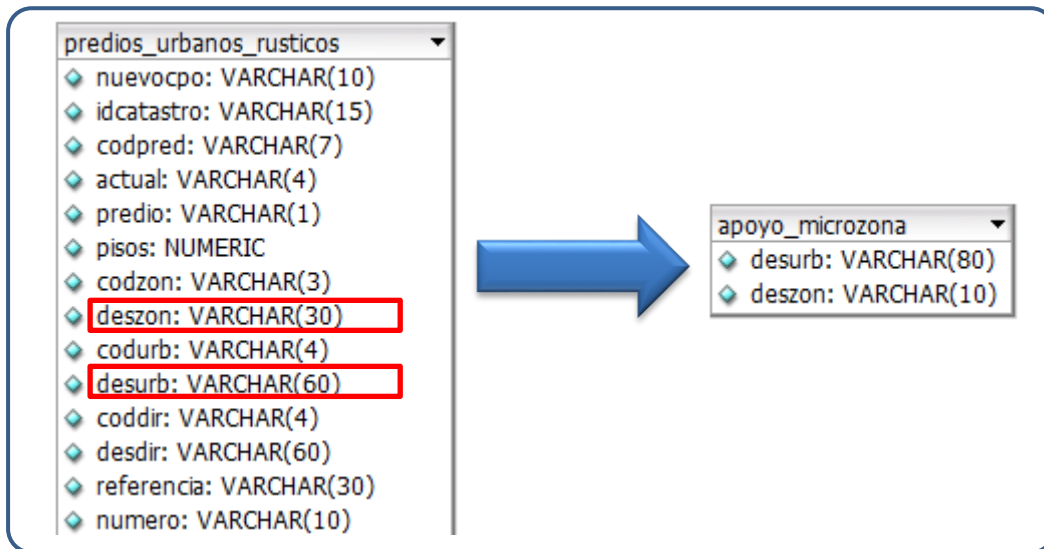 predios_urbanos_rusticos
nuevocpo: VARCHAR(10)
idcatastro: VARCHAR(15)
codpred: VARCHAR(7)
actual: VARCHAR(4)
predio: VARCHAR(1)
pisos: NUMERIC
codzon: VARCHAR(3)
deszon: VARCHAR(30)
codurb: VARCHAR(4)
desurb: VARCHAR(60)
coddir: VARCHAR(4)
desdir: VARCHAR(60)
referencia: VARCHAR(30)
numero: VARCHAR(10)
apoyo_microzona
desurb: VARCHAR(80)
deszon: VARCHAR(10)